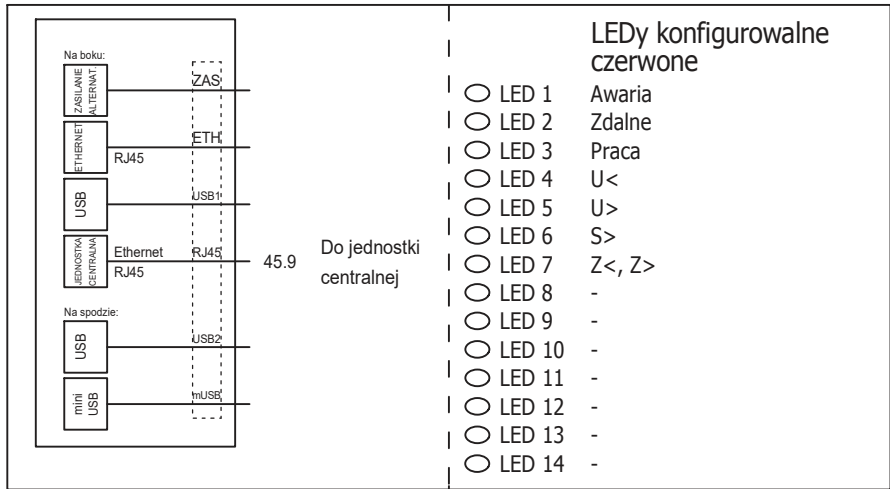 Na boku:
ZASILANIE
ALTERNAT.
ZAS
ETHERNET
RJ45
ETH
USB
USB1
JEDNOSTKA
CENTRALNA
Ethernet
RJ45
RJ45
45.9
Do jednostki
centralnej
Na spodzie:
USB
USB2
mini
USB
mUSB
LEDy konfigurowalne
czerwone
LED 1 Awaria
LED 2 Zdalne
LED 3 Praca
LED 4 U<
LED 5 U>
LED 6 S>
LED 7 Z<, Z>
LED 8 -
LED 9 -
LED 10 -
LED 11 -
LED 12 -
LED 13 -
LED 14 -